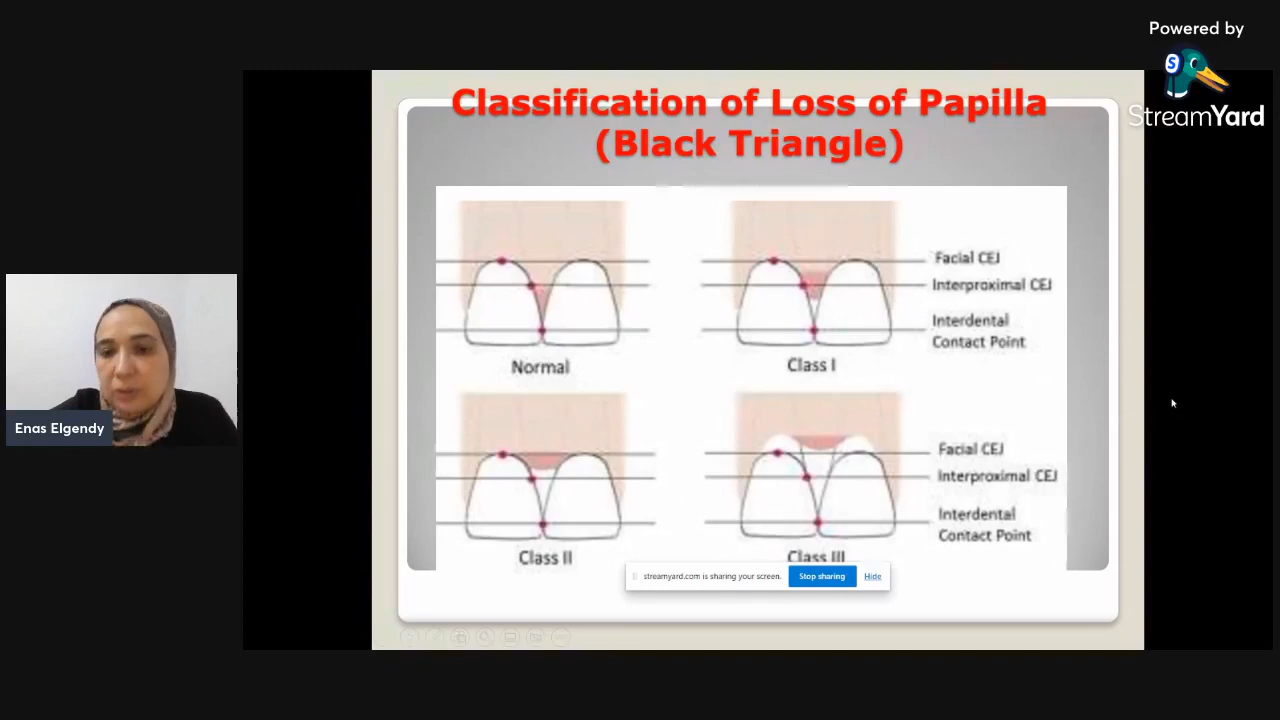 Powered by
StreamYard
Classification of Loss of Papilla
(Black Triangle)
Facial CEJ
Interproximal CEJ
Interdental
Contact Point
Normal
Class I
Facial CEJ
Interproximal CEJ
Interdental
Contact Point
Class II
Class III
streamyard.com is sharing your screen.
Stop sharing
Hide
Enas Elgendy